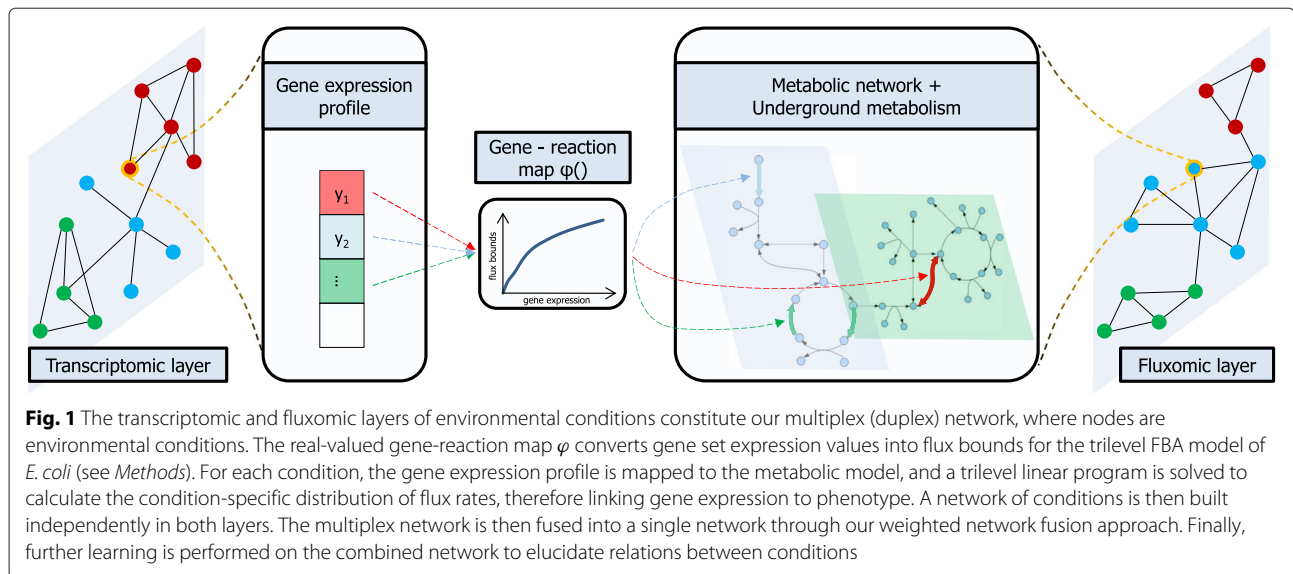 Gene expression
profile
Metabolic network +
Underground metabolism
Gene - reaction
map φ()
y1
y2
...
flux bounds
gene expression
Transcriptomic layer
Fluxomic layer
Fig. 1 The transcriptomic and fluxomic layers of environmental conditions constitute our multiplex (duplex) network, where nodes are
environmental conditions. The real-valued gene-reaction map φ converts gene set expression values into flux bounds for the trilevel FBA model of
E. coli (see Methods). For each condition, the gene expression profile is mapped to the metabolic model, and a trilevel linear program is solved to
calculate the condition-specific distribution of flux rates, therefore linking gene expression to phenotype. A network of conditions is then built
independently in both layers. The multiplex network is then fused into a single network through our weighted network fusion approach. Finally,
further learning is performed on the combined network to elucidate relations between conditions